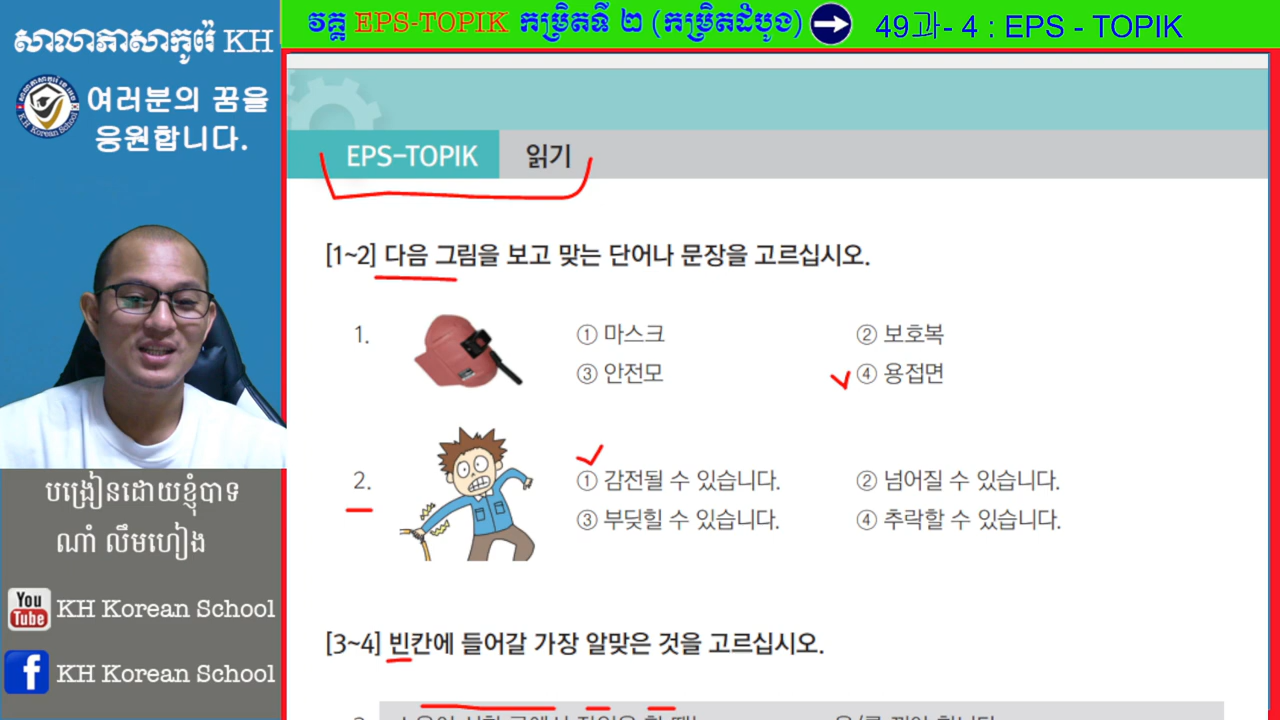 សាលាភាសាកូរ៉េ KH
여러분의 꿈을
응원합니다.
KH Korean School
វគ្គ EPS-TOPIK កម្រិតទី ២ (កម្រិតដំបូង)
49과- 4 : EPS - TOPIK
EPS-TOPIK 읽기
[1~2] 다음 그림을 보고 맞는 단어나 문장을 고르십시오.
1.
① 마스크 ② 보호복
③ 안전모 ④ 용접면
2.
① 감전될 수 있습니다. ② 넘어질 수 있습니다.
③ 부딪힐 수 있습니다. ④ 추락할 수 있습니다.
[3~4] 빈칸에 들어갈 가장 알맞은 것을 고르십시오.
បង្រៀនដោយខ្ញុំបាទ
ណាំ លឹមហៀង
You Tube KH Korean School
f KH Korean School